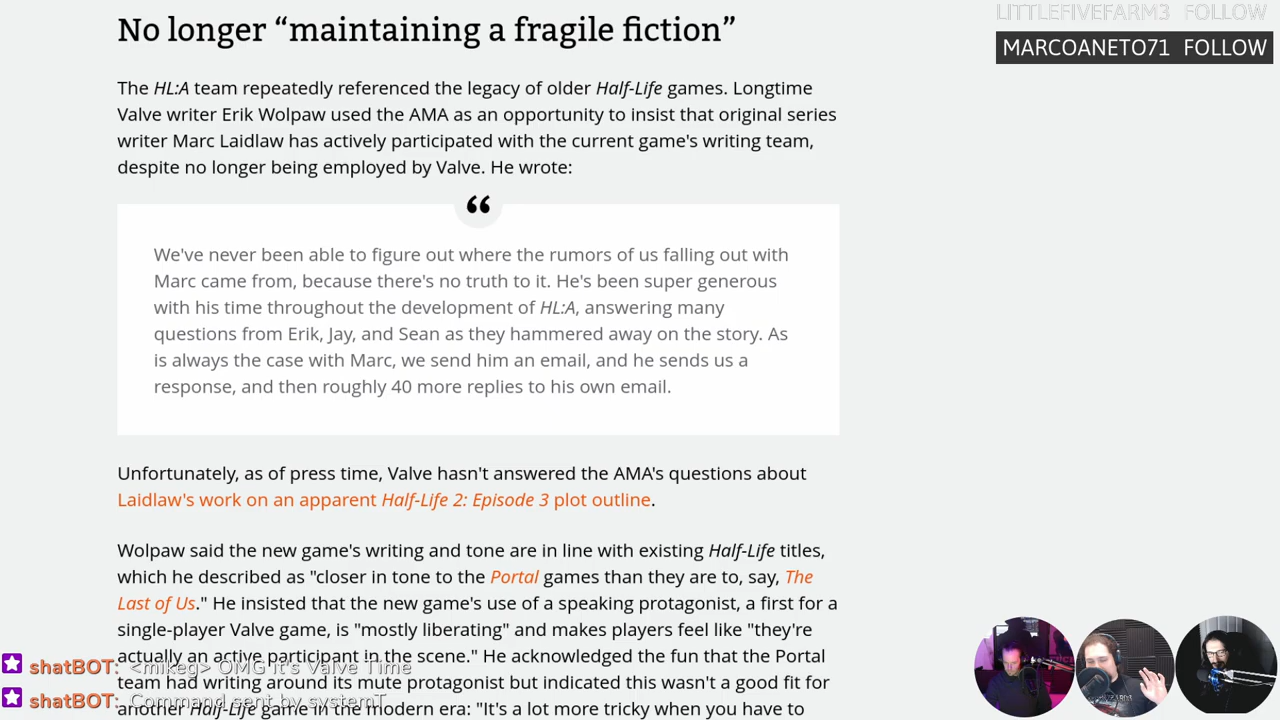 LITTLEFIVEFARM3 FOLLOW
MARCOANETO71 FOLLOW
No longer “maintaining a fragile fiction”
The HL:A team repeatedly referenced the legacy of older Half-Life games. Longtime
Valve writer Erik Wolpaw used the AMA as an opportunity to insist that original series
writer Marc Laidlaw has actively participated with the current game's writing team,
despite no longer being employed by Valve. He wrote:
“
We've never been able to figure out where the rumors of us falling out with
Marc came from, because there's no truth to it. He's been super generous
with his time throughout the development of HL:A, answering many
questions from Erik, Jay, and Sean as they hammered away on the story. As
is always the case with Marc, we send him an email, and he sends us a
response, and then roughly 40 more replies to his own email.
Unfortunately, as of press time, Valve hasn't answered the AMA's questions about
Laidlaw's work on an apparent Half-Life 2: Episode 3 plot outline.
Wolpaw said the new game's writing and tone are in line with existing Half-Life titles,
which he described as "closer in tone to the Portal games than they are to, say, The
Last of Us." He insisted that the new game's use of a speaking protagonist, a first for a
single-player Valve game, is "mostly liberating" and makes players feel like "they're
actually an active participant in the scene." He acknowledged the fun that the Portal
team had writing around its mute protagonist but indicated this wasn't a good fit for
another Half-Life game in the modern era: "It's a lot more tricky when you have to
shatBOT: <mikeg> OMG it's Valve Time
shatBOT: Command sent by systemT